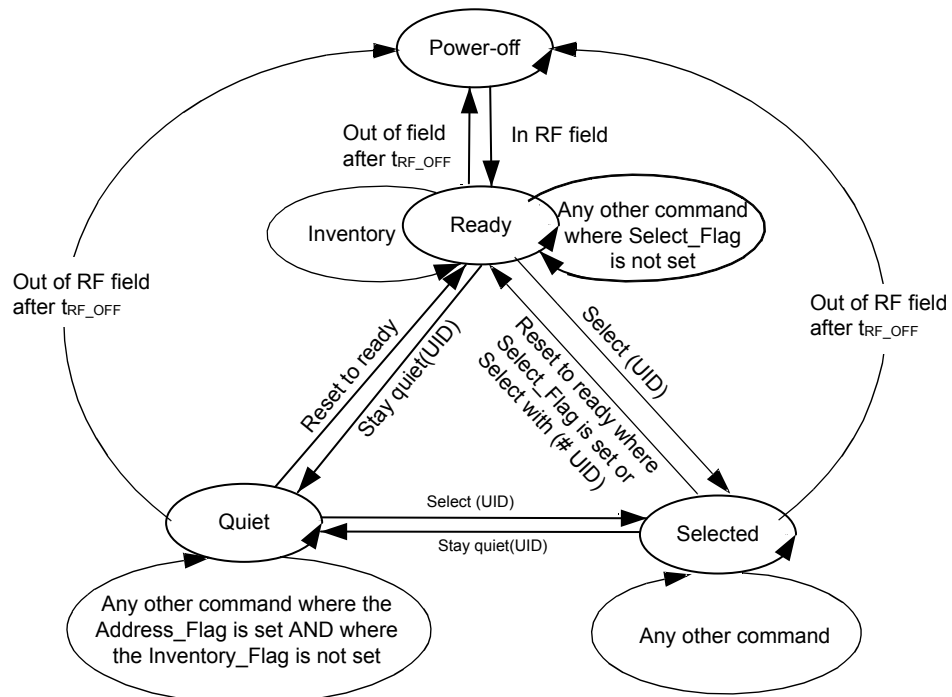 Power-off
Out of field
after tRF_OFF
In RF field
Inventory
Ready
Any other command
where Select_Flag
is not set
Out of RF field
after tRF_OFF
Out of RF field
after tRF_OFF
Reset to ready
Stay quiet(UID)
Reset to ready where
Select_Flag is set or
Select with (# UID)
Select (UID)
Quiet
Select (UID)
Stay quiet(UID)
Selected
Any other command where the
Address_Flag is set AND where
the Inventory_Flag is not set
Any other command